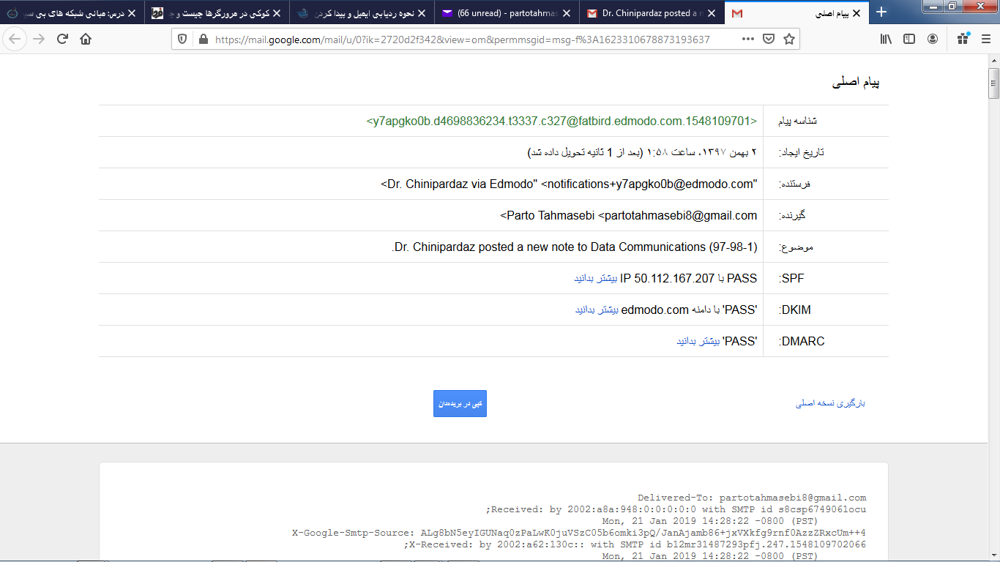 درس: مبانی شبکه های بی سی
کوکی در مرورگرها چیست و چ
نحوه ردیابی ایمیل و پیدا کردن
(66 unread) - partotahmas
Dr. Chinipardaz posted a n
پیام اصلی
https://mail.google.com/mail/u/0?ik=2720d2f342&view=om&permmsgid=msg-f%3A1623310678873193637
پیام اصلی
شناسه پیام <y7apgko0b.d4698836234.t3337.c327@fatbird.edmodo.com.1548109701>
تاریخ ایجاد: ۲ بهمن ۱۳۹۷، ساعت ۱:۵۸ (بعد از 1 ثانیه تحویل داده شد)
فرستنده: "Dr. Chinipardaz via Edmodo" <notifications+y7apgko0b@edmodo.com>
گیرنده: Parto Tahmasebi <partotahmasebi8@gmail.com>
موضوع: Dr. Chinipardaz posted a new note to Data Communications (97-98-1).
SPF: PASS با IP 50.112.167.207 بیشتر بدانید
DKIM: 'PASS' با دامنه edmodo.com بیشتر بدانید
DMARC: 'PASS' بیشتر بدانید
بارگیری نسخه اصلی
کپی در بریده‌دان
Delivered-To: partotahmasebi8@gmail.com
Received: by 2002:a8a:948:0:0:0:0:0 with SMTP id s8csp6749061ocu;
Mon, 21 Jan 2019 14:28:22 -0800 (PST)
X-Google-Smtp-Source: ALg8bN5eyIGUNaq0zPaLwK0juVSzC05b6omki3pQ/JanAjamb86+jxVXkfg9rnf0AzzZRxcUm++4
X-Received: by 2002:a62:130c:: with SMTP id b12mr31487293pfj.247.1548109702066;
Mon, 21 Jan 2019 14:28:22 -0800 (PST)